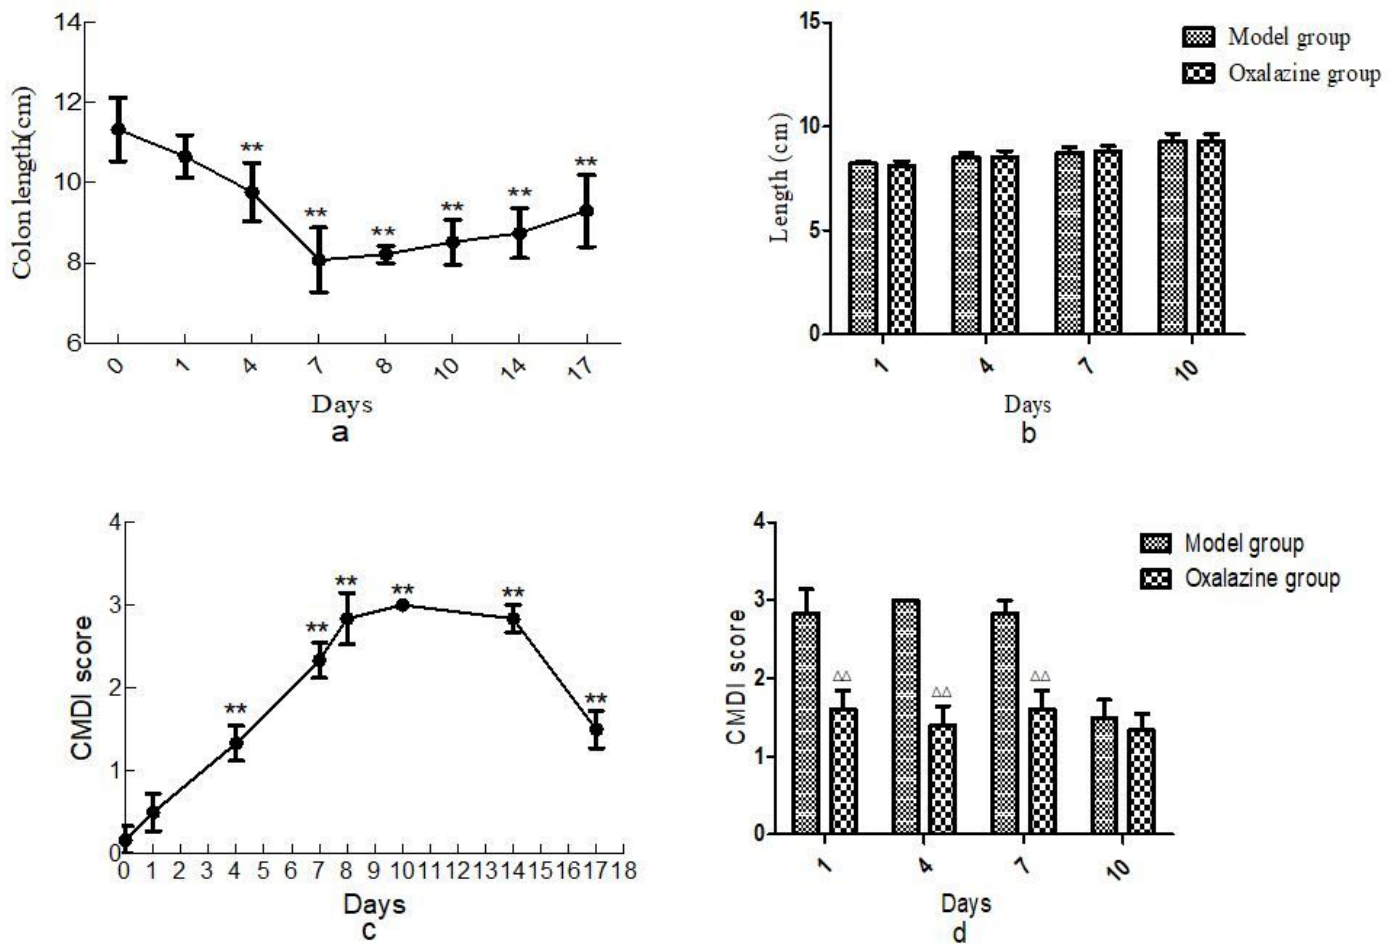 14
12
10
8
6
Colon length(cm)
**
**
**
**
**
**
0 1 4 7 8 10 14 17
Days
a
15
10
5
0
Length (cm)
Model group
Oxalazine group
1 4 7 10
Days
b
4
3
2
1
0
CMDI score
**
**
**
**
**
**
0 1 2 3 4 5 6 7 8 9 10 11 12 13 14 15 16 17 18
Days
c
4
3
2
1
0
CMDI score
Model group
Oxalazine group
△△
△△
△△
1 4 7 10
Days
d